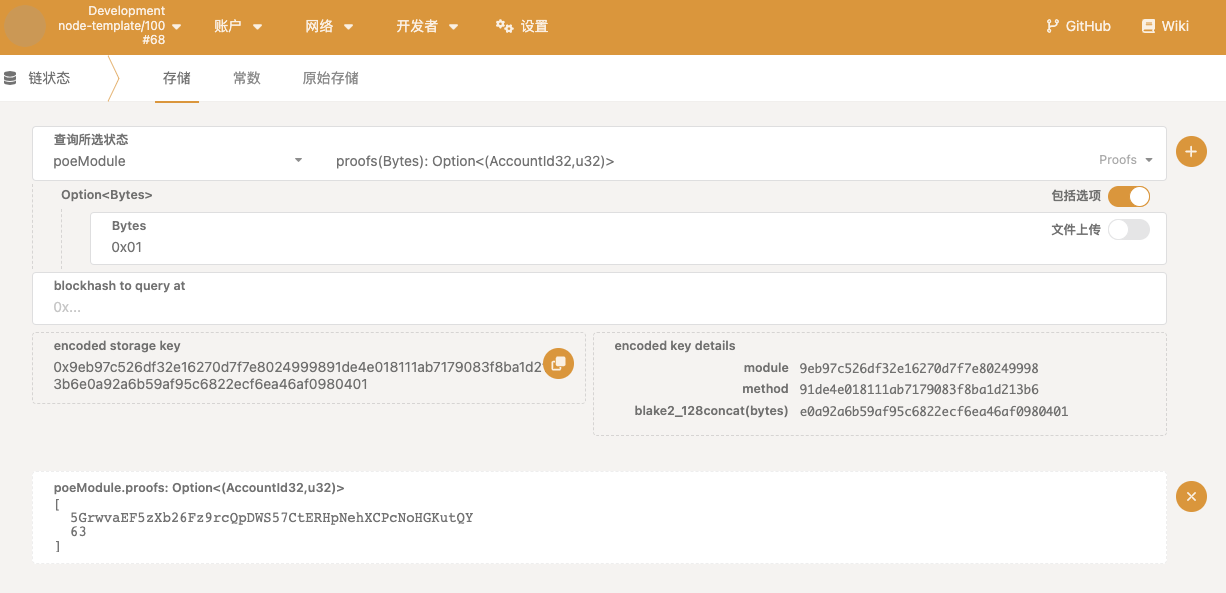 Development
node-template/100
#68
账户
网络
开发者
设置
GitHub
Wiki
链状态
存储
常数
原始存储
查询所选状态
poeModule
proofs(Bytes): Option<(AccountId32,u32)>
Proofs
Option<Bytes>
包括选项
Bytes
文件上传
0x01
blockhash to query at
0x...
encoded storage key
0x9eb97c526df32e16270d7f7e8024999891de4e018111ab7179083f8ba1d2
3b6e0a92a6b59af95c6822ecf6ea46af0980401
encoded key details
module 9eb97c526df32e16270d7f7e80249998
method 91de4e018111ab7179083f8ba1d213b6
blake2_128concat(bytes) e0a92a6b59af95c6822ecf6ea46af0980401
poeModule.proofs: Option<(AccountId32,u32)>
[
5GrwvaEF5zXb26Fz9rcQpDWS57CtERHpNehXCPcNoHGKutQY
63
]